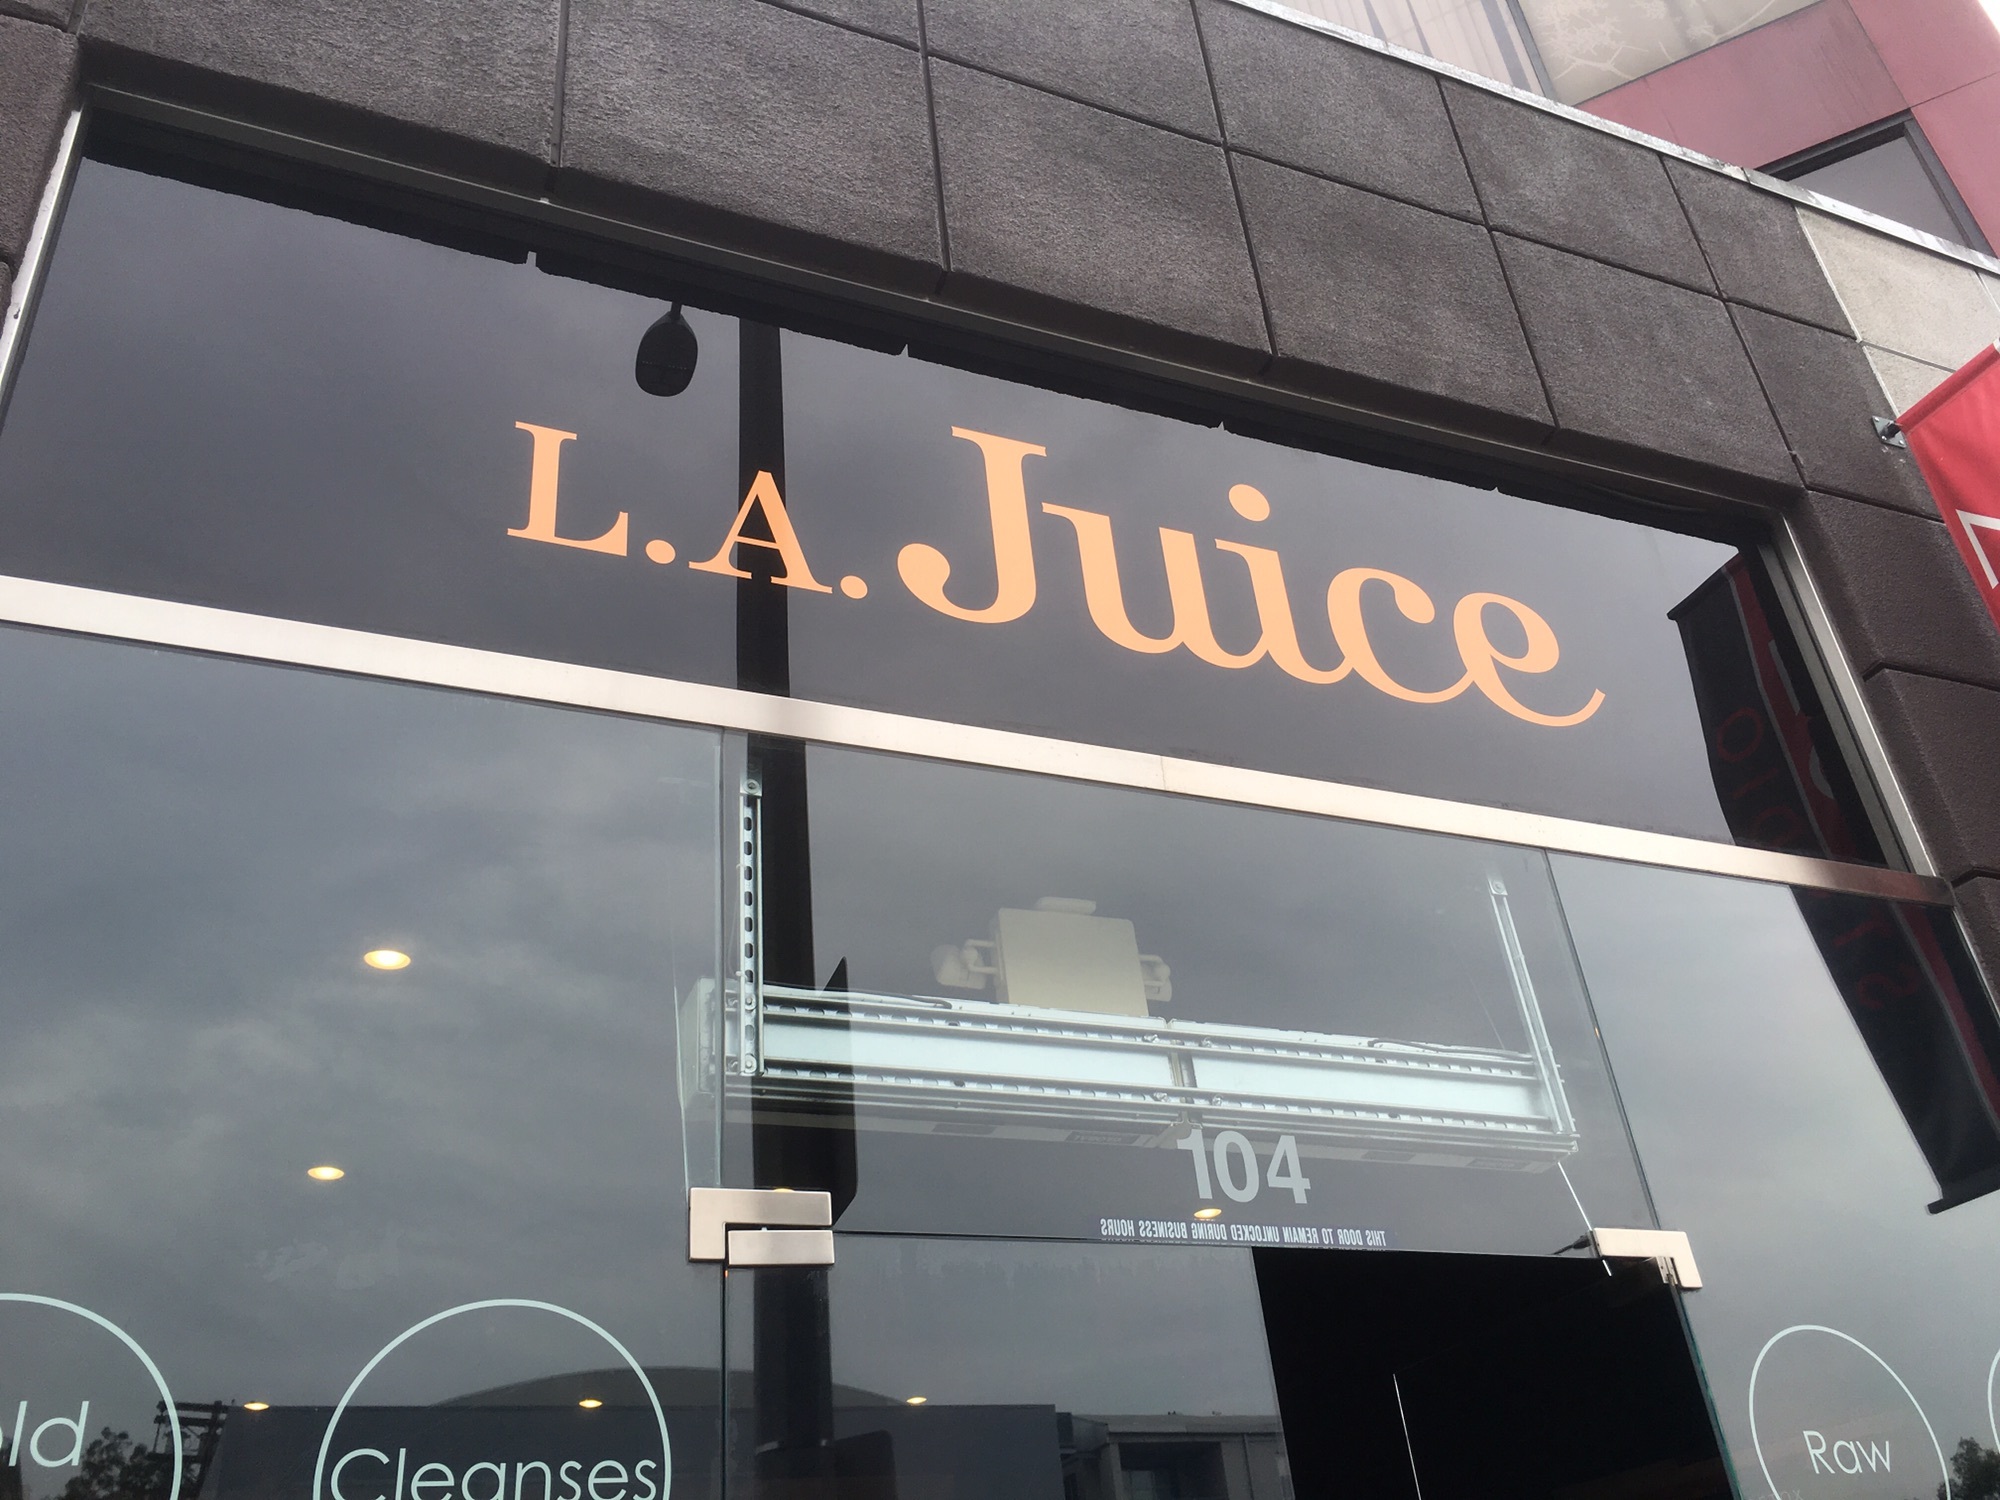 L.A. Juice
104
THIS DOOR TO REMAIN UNLOCKED DURING BUSINESS HOURS
Cleanses
Raw